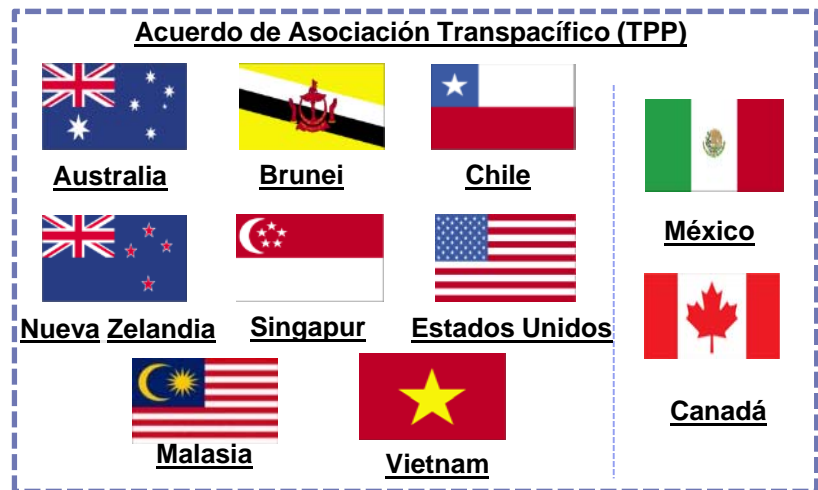 Acuerdo de Asociación Transpacífico (TPP)
Australia
Brunei
Chile
Nueva Zelandia
Singapur
Estados Unidos
Malasia
Vietnam
México
Canadá